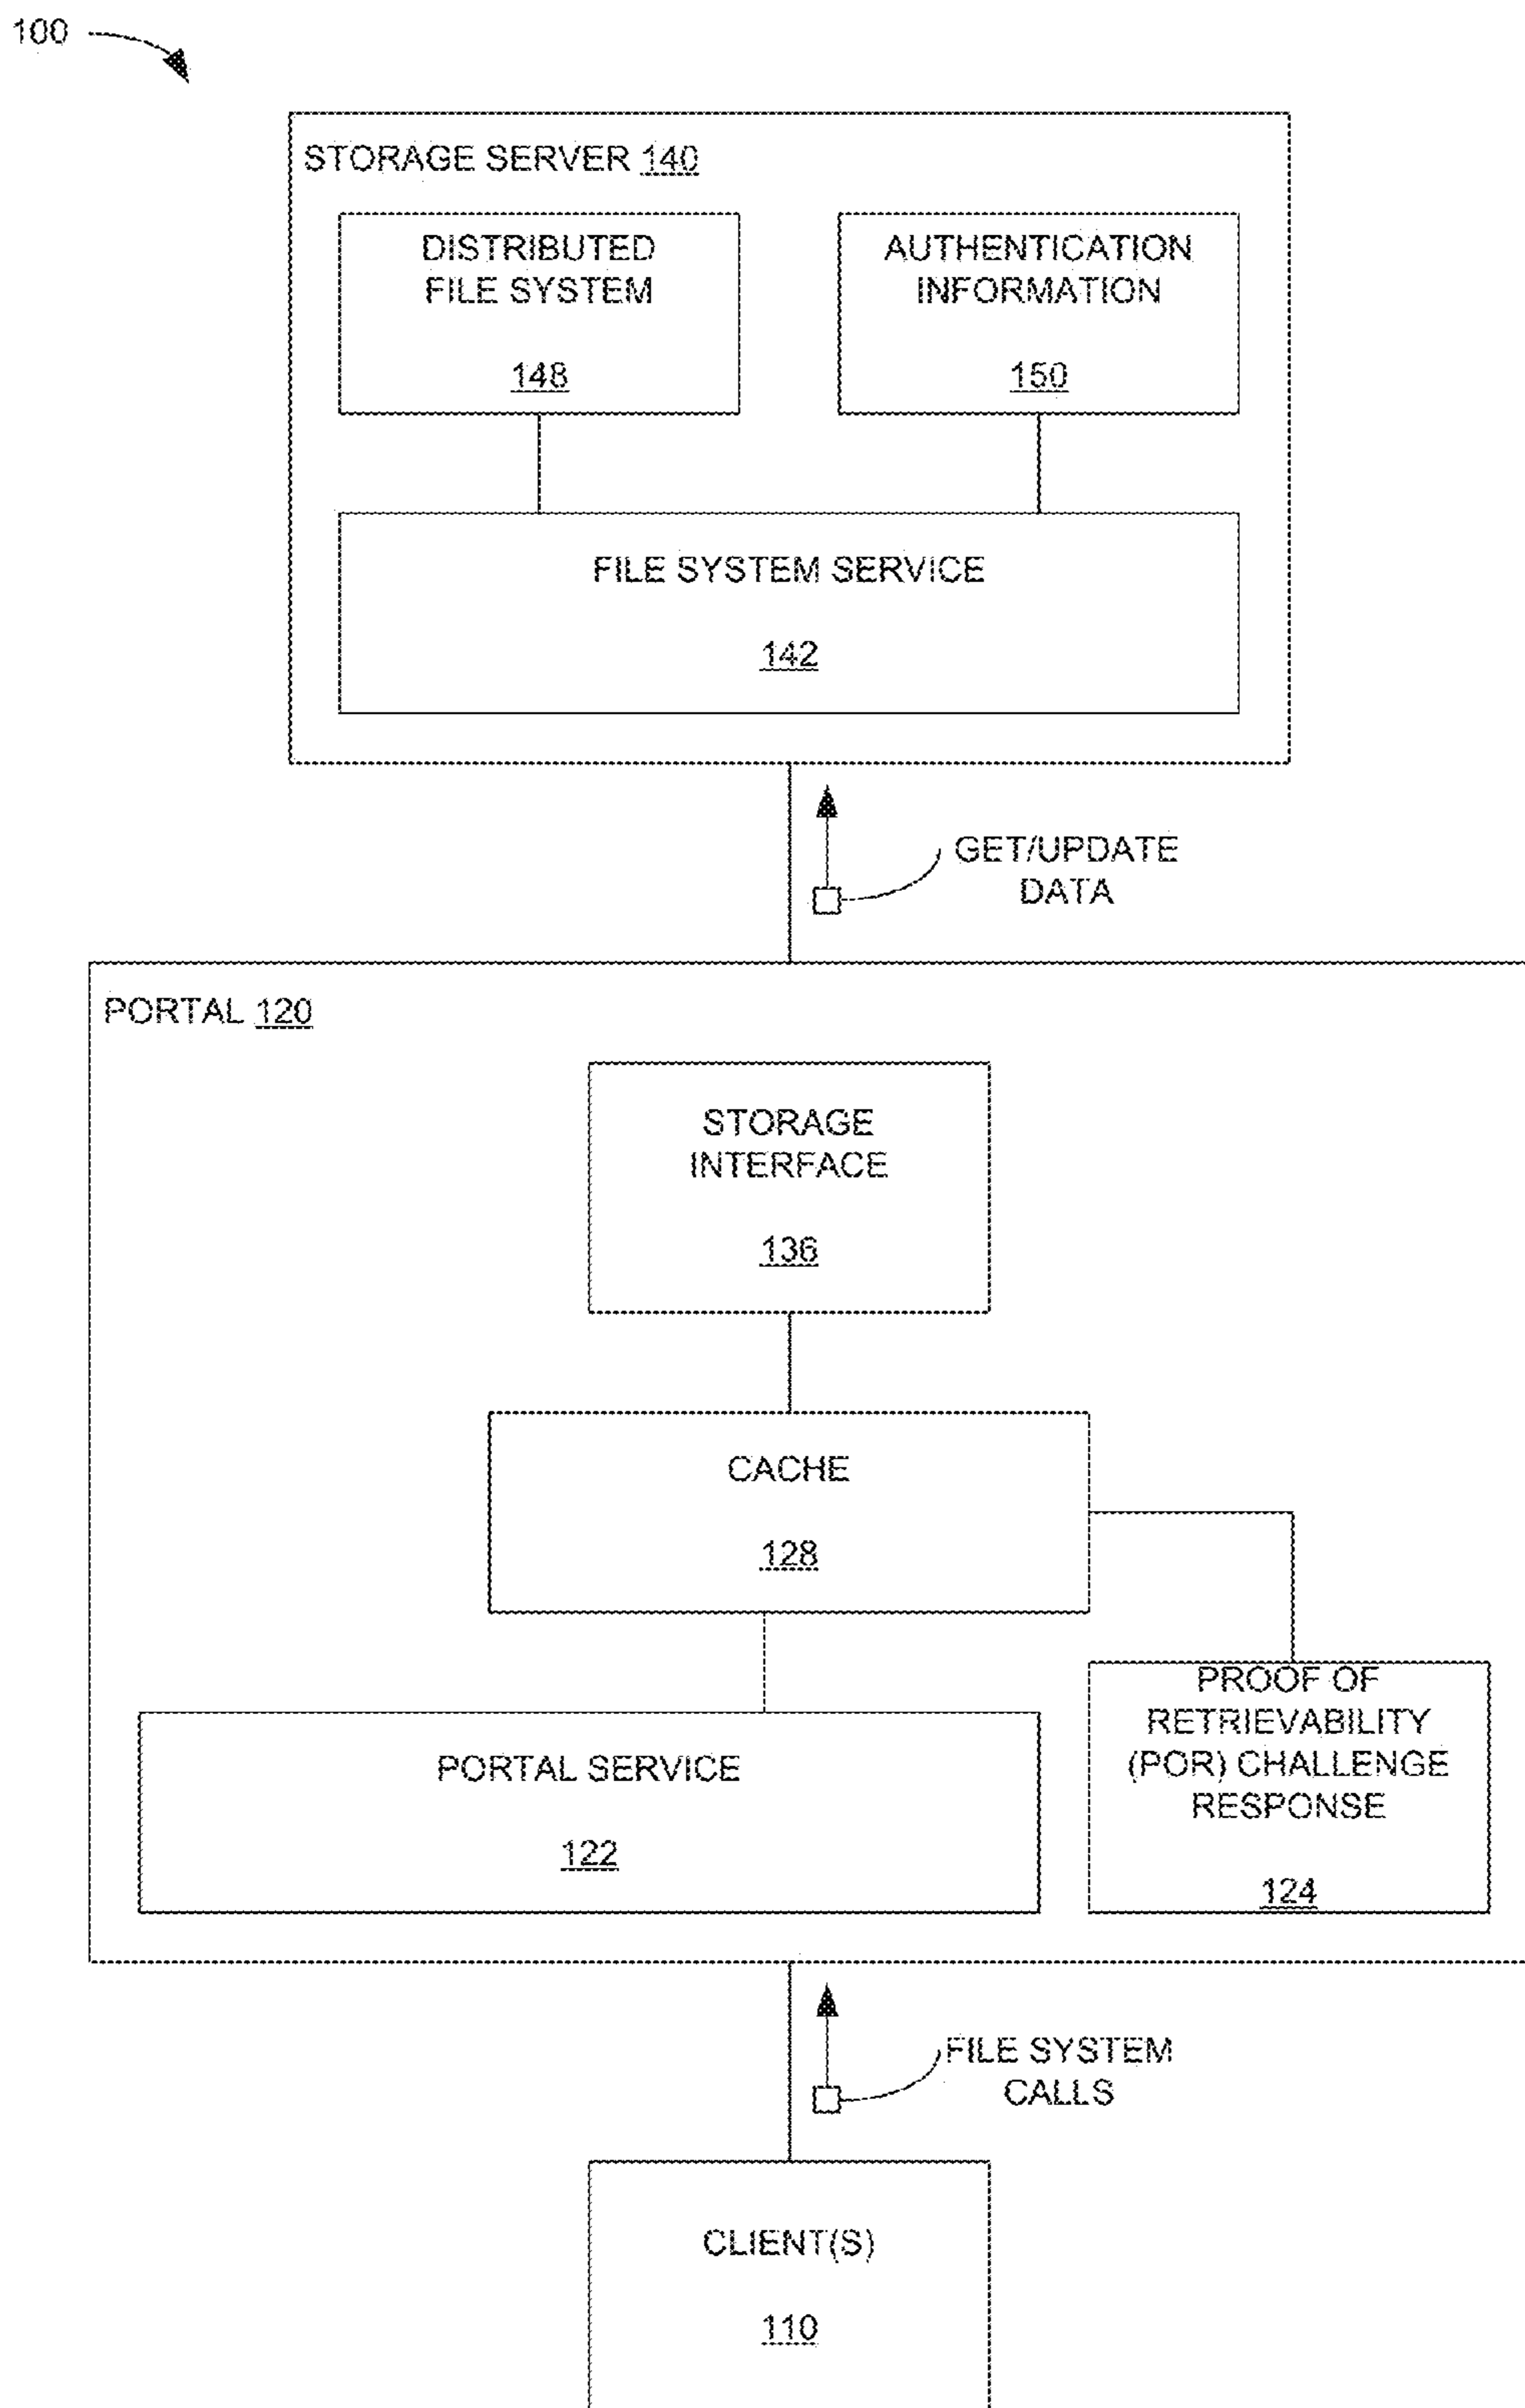 100
STORAGE SERVER 140
DISTRIBUTED
FILE SYSTEM
148
AUTHENTICATION
INFORMATION
150
FILE SYSTEM SERVICE
142
GET/UPDATE
DATA
PORTAL 120
STORAGE
INTERFACE
136
CACHE
128
PORTAL SERVICE
122
PROOF OF
RETRIEVABILITY
(POR) CHALLENGE
RESPONSE
124
FILE SYSTEM
CALLS
CLIENT(S)
110